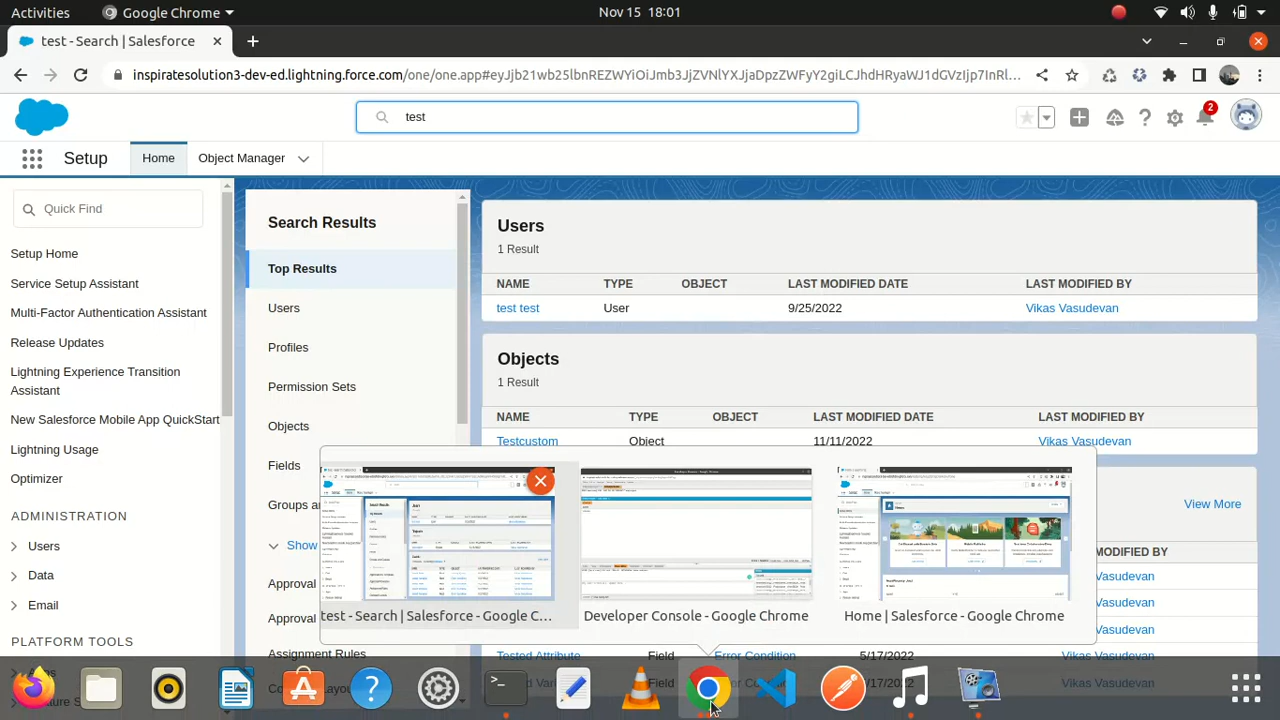 Activities
Google Chrome
Nov 15 18:01
test - Search | Salesforce
inspiratesolution3-dev-ed.lightning.force.com/one/one.app#eyJjb21wb25lbnREZWYiOiJmb3JjZVNlYXJjaDpzZWFyY2giLCJhdHRyaWJ1dGVzIjp7InRl...
test
2
Setup
Home
Object Manager
Quick Find
Setup Home
Service Setup Assistant
Multi-Factor Authentication Assistant
Release Updates
Lightning Experience Transition
Assistant
New Salesforce Mobile App QuickStart
Lightning Usage
Optimizer
ADMINISTRATION
Users
Data
Email
PLATFORM TOOLS
Search Results
Top Results
Users
Profiles
Permission Sets
Objects
Fields
Groups a
Show
Approval
Approval
Assignment Rules
Users
1 Result
NAME TYPE OBJECT LAST MODIFIED DATE LAST MODIFIED BY
test test User 9/25/2022 Vikas Vasudevan
Objects
1 Result
NAME TYPE OBJECT LAST MODIFIED DATE LAST MODIFIED BY
Testcustom Object 11/11/2022 Vikas Vasudevan
View More
MODIFIED BY
Vasudevan
Vasudevan
Vasudevan
Tested Attribute Field Error Condition 5/17/2022 Vikas Vasudevan
test - Search | Salesforce - Google C...
Developer Console - Google Chrome
Home | Salesforce - Google Chrome